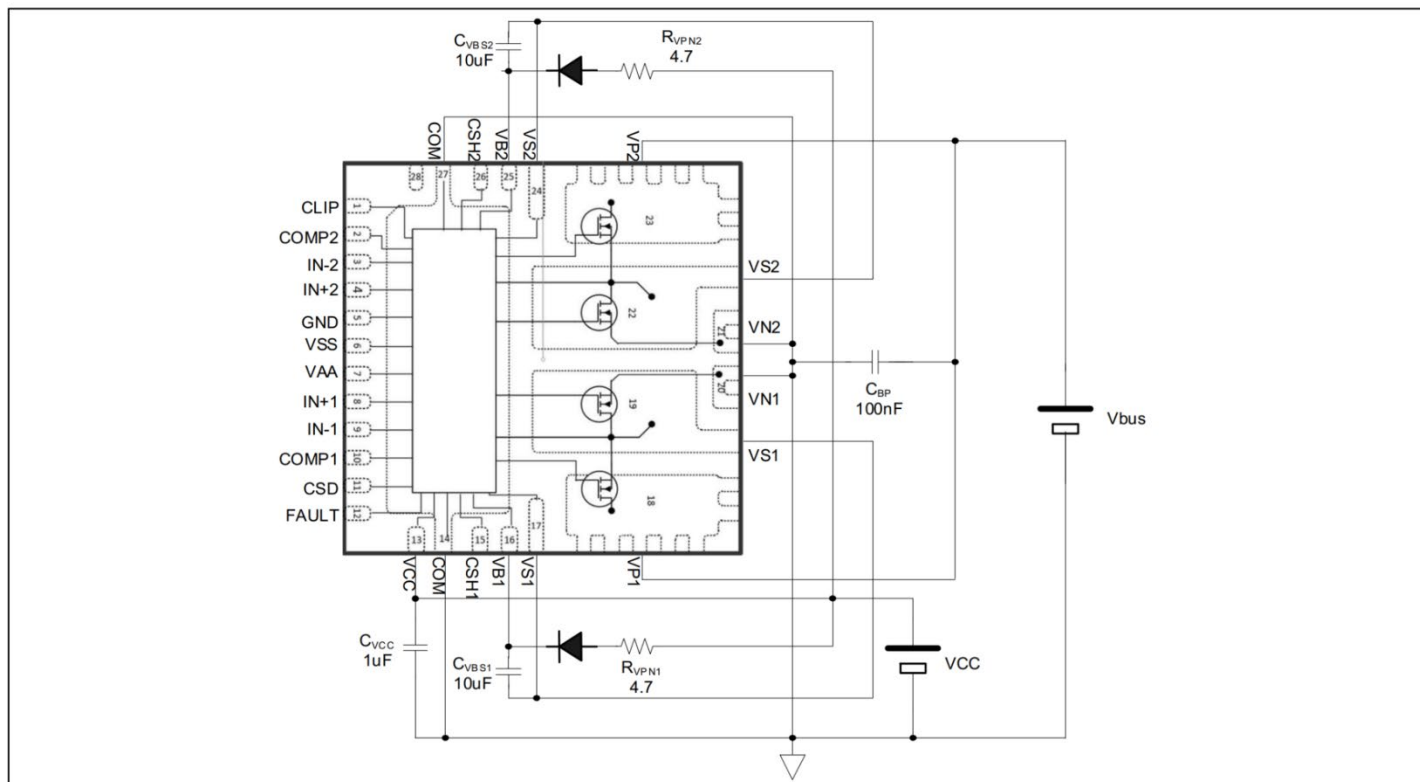 CVBS2
10uF
RVPN2
4.7
COM
CSH2
VB2
VS2
VP2
28
27
26
25
24
23
CLIP
1
COMP2
2
IN-2
3
IN+2
4
GND
5
VSS
6
VAA
7
IN+1
8
IN-1
9
COMP1
10
CSD
11
FAULT
12
22
21
20
19
18
VS2
VN2
VN1
VS1
CBP
100nF
Vbus
13
14
15
16
17
VCC
COM
CSH1
VB1
VS1
VP1
CVCC
1uF
CVBS1
10uF
RVPN1
4.7
VCC